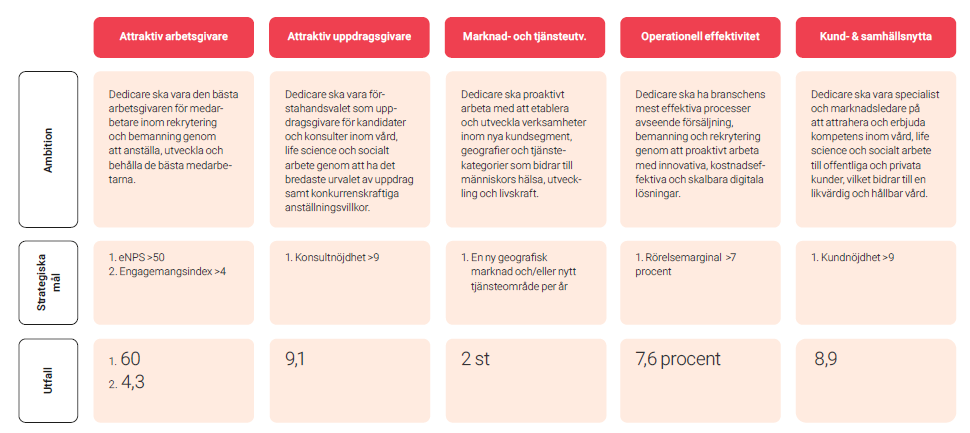 Attraktiv arbetsgivare
Attraktiv uppdragsgivare
Marknad- och tjänsteutv.
Operationell effektivitet
Kund- & samhällsnytta
Ambition
Dedicare ska vara den bästa
arbetsgivaren för medar-
betare inom rekrytering
och bemanning genom
att anställa, utveckla och
behålla de bästa medarbe-
tarna.
Dedicare ska vara för-
stahandsvalet som upp-
dragsgivare för kandidater
och konsulter inom vård,
life science och socialt
arbete genom att ha det
bredaste urvalet av uppdrag
samt konkurrenskraftiga
anställningsvillkor.
Dedicare ska proaktivt
arbeta med att etablera
och utveckla verksamheter
inom nya kundsegment,
geografier och tjänste-
kategorier som bidrar till
människors hälsa, utveck-
ling och livskraft.
Dedicare ska ha branschens
mest effektiva processer
avseende försäljning,
bemanning och rekrytering
genom att proaktivt arbeta
med innovativa, kostnadsef-
fektiva och skalbara digitala
lösningar.
Dedicare ska vara specialist
och marknadsledare på
att attrahera och erbjuda
kompetens inom vård, life
science och socialt arbete
till offentliga och privata
kunder, vilket bidrar till en
likvärdig och hållbar vård.
Strategiska
mål
1. eNPS >50
2. Engagemangsindex >4
1. Konsultnöjdhet >9
1. En ny geografisk
marknad och/eller nytt
tjänsteområde per år
1. Rörelsemarginal >7
procent
1. Kundnöjdhet >9
Utfall
1. 60
2. 4,3
9,1
2 st
7,6 procent
8,9